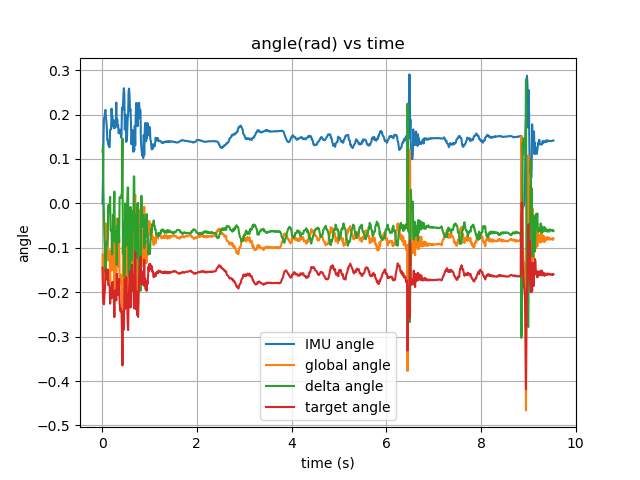 angle(rad) vs time
0.3
0.2
0.1
0.0
−0.1
−0.2
−0.3
−0.4
−0.5
angle
IMU angle
global angle
delta angle
target angle
0 2 4 6 8 10
time (s)